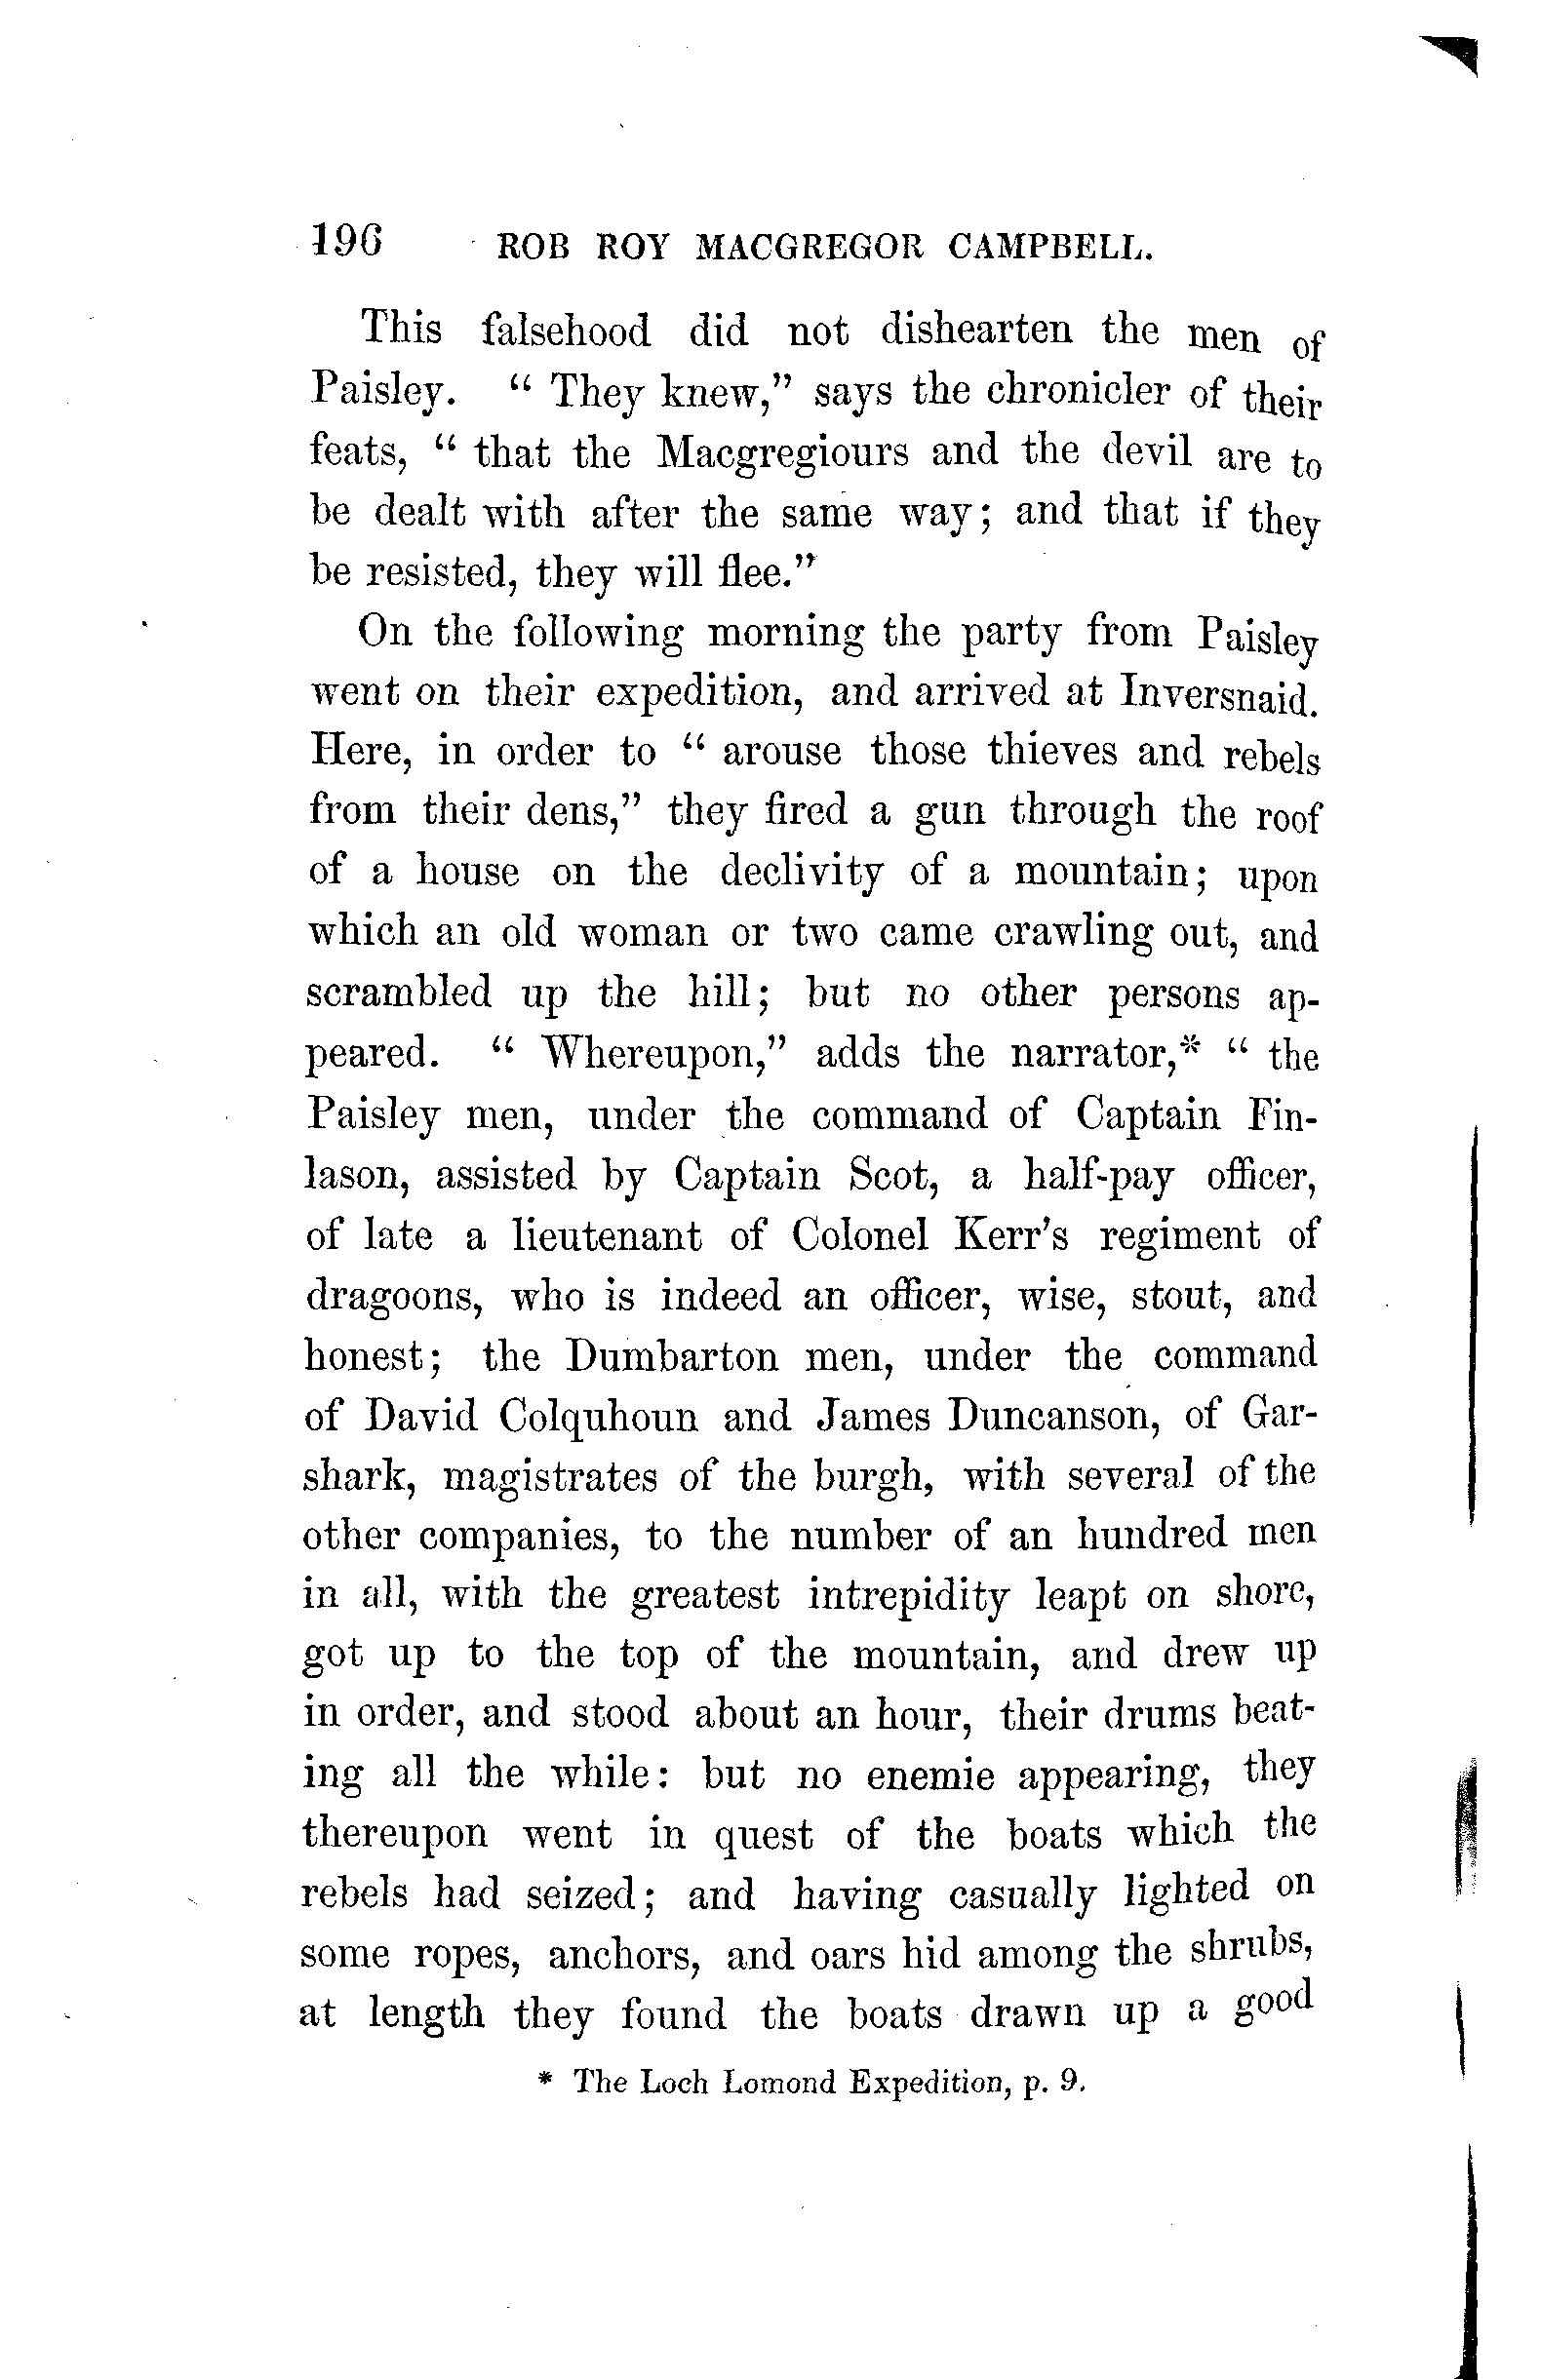 196 ROB ROY MACGREGOR CAMPBELL.
This falsehood did not dishearten the men of
Paisley. " They knew," says the chronicler of their
feats, " that the Macgregiours and the devil are to
be dealt with after the same way; and that if they
be resisted, they will flee."
On the following morning the party from Paisley
went on their expedition, and arrived at Inversnaid.
Here, in order to " arouse those thieves and rebels
from their dens," they fired a gun through the roof
of a house on the declivity of a mountain; upon
which an old woman or two came crawling out, and
scrambled up the hill; but no other persons ap-
peared. " Whereupon," adds the narrator,* " the
Paisley men, under the command of Captain Fin-
lason, assisted by Captain Scot, a half-pay officer,
of late a lieutenant of Colonel Kerr's regiment of
dragoons, who is indeed an officer, wise, stout, and
honest; the Dumbarton men, under the command
of David Colquhoun and James Duncanson, of Gar-
shark, magistrates of the burgh, with several of the
other companies, to the number of an hundred men
in all, with the greatest intrepidity leapt on shore,
got up to the top of the mountain, and drew up
in order, and stood about an hour, their drums beat-
ing all the while: but no enemie appearing, they
thereupon went in quest of the boats which the
rebels had seized; and having casually lighted on
some ropes, anchors, and oars hid among the shrubs,
at length they found the boats drawn up a good
* The Loch Lomond Expedition, p. 9.